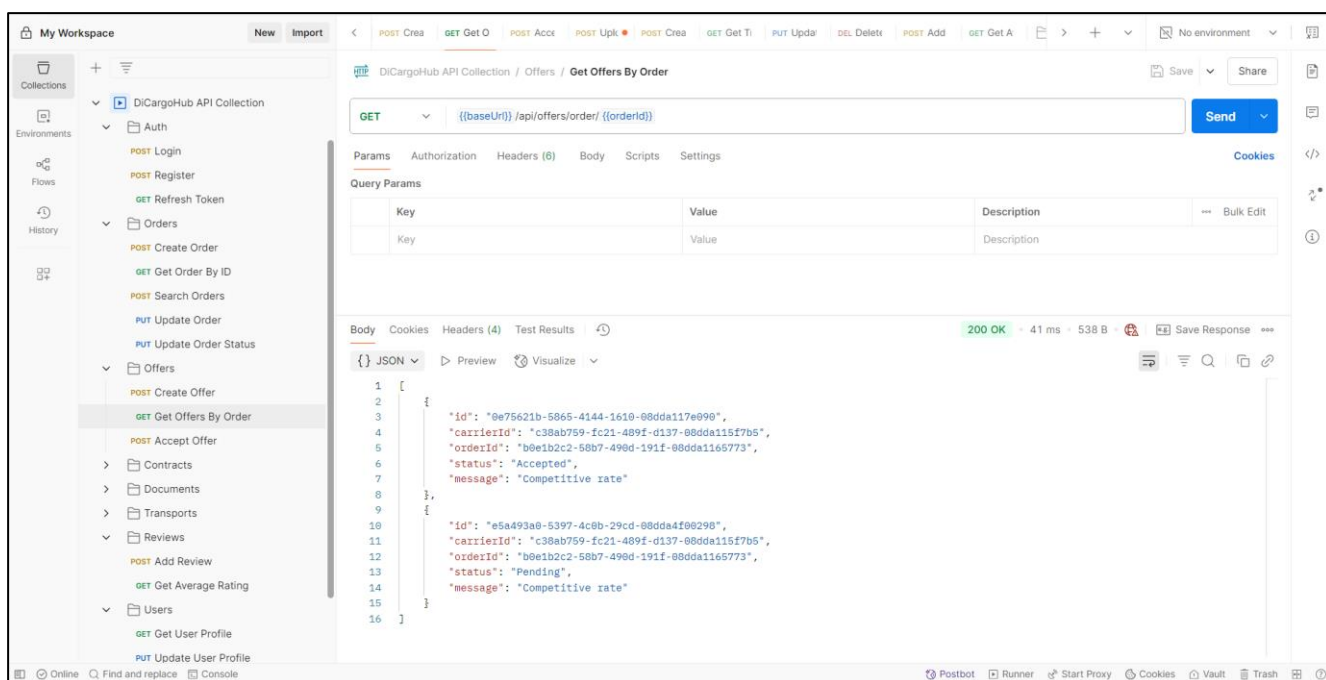 My Workspace
New
Import
POST Crea
GET Get O
POST Acce
POST Uplc
POST Crea
GET Get Ti
PUT Updat
DEL Delete
POST Add
GET Get A
No environment
Collections
Environments
Flows
History
DiCargoHub API Collection
Auth
POST Login
POST Register
GET Refresh Token
Orders
POST Create Order
GET Get Order By ID
POST Search Orders
PUT Update Order
PUT Update Order Status
Offers
POST Create Offer
GET Get Offers By Order
POST Accept Offer
Contracts
Documents
Transports
Reviews
POST Add Review
GET Get Average Rating
Users
GET Get User Profile
PUT Update User Profile
HTTP DiCargoHub API Collection / Offers / Get Offers By Order
Save
Share
GET
{{baseUrl}} /api/offers/order/ {{orderId}}
Send
Params Authorization Headers (6) Body Scripts Settings
Cookies
Query Params
Key Value Description ••• Bulk Edit
Key Value Description
Body Cookies Headers (4) Test Results
200 OK • 41 ms • 538 B
Save Response •••
{} JSON Preview Visualize
1 [
2 {
3 "id": "0e75621b-5865-4144-1610-08dda117e090",
4 "carrierId": "c38ab759-fc21-489f-d137-08dda115f7b5",
5 "orderId": "b0e1b2c2-58b7-490d-191f-08dda1165773",
6 "status": "Accepted",
7 "message": "Competitive rate"
8 },
9 {
10 "id": "e5a493a0-5397-4c0b-29cd-08dda4f00298",
11 "carrierId": "c38ab759-fc21-489f-d137-08dda115f7b5",
12 "orderId": "b0e1b2c2-58b7-490d-191f-08dda1165773",
13 "status": "Pending",
14 "message": "Competitive rate"
15 }
16 ]
Online Find and replace Console
Postbot Runner Start Proxy Cookies Vault Trash